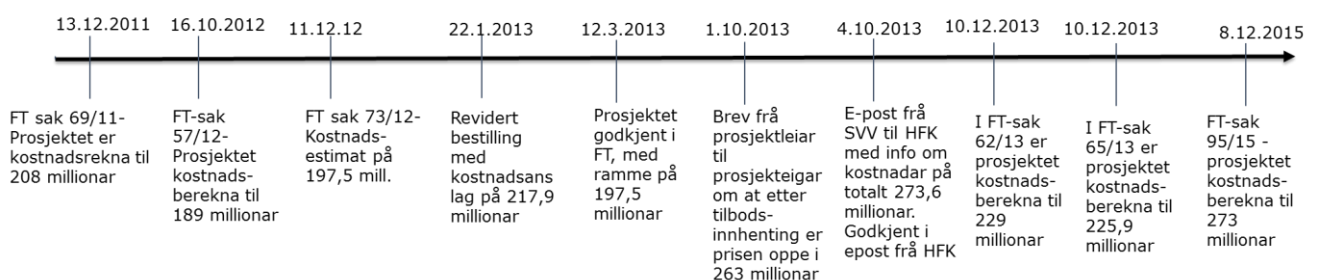 13.12.2011
16.10.2012
11.12.12
22.1.2013
12.3.2013
1.10.2013
4.10.2013
10.12.2013
10.12.2013
8.12.2015
FT sak 69/11-
Prosjektet er
kostnadsrekna til
208 millionar
FT-sak
57/12-
Prosjektet
kostnads-
berekna til
189 millionar
FT sak 73/12-
Kostnads-
estimat på
197,5 mill.
Revidert
bestilling
med
kostnadsans
lag på 217,9
millionar
Prosjektet
godkjent i
FT, med
ramme på
197,5
millionar
Brev frå
prosjektleiar
til
prosjekteigar
om at etter
tilbods-
innhenting er
prisen oppe i
263 millionar
E-post frå
SVV til HFK
med info om
kostnadar på
totalt 273,6
millionar.
Godkjent i
epost frå HFK
I FT-sak
62/13 er
prosjektet
kostnads-
berekna til
229
millionar
I FT-sak
65/13 er
prosjektet
kostnads-
berekna til
225,9
millionar
FT-sak
95/15 -
prosjektet
kostnads-
berekna til
273
millionar